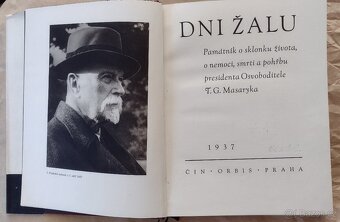 DNI ŽALU
Památník o sklonku života,
o nemoci, smrti a pohřbu
presidenta Osvoboditele
T. G. Masaryka
1937
ČIN · ORBIS · PRAHA